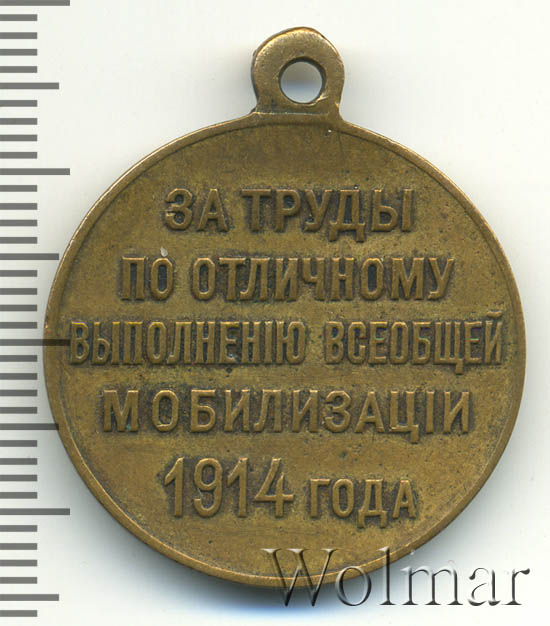 ЗА ТРУДЫ
ПО ОТЛИЧНОМУ
ВЫПОЛНЕНІЮ ВСЕОБЩЕЙ
МОБИЛИЗАЦІИ
1914 ГОДА
Wolmar